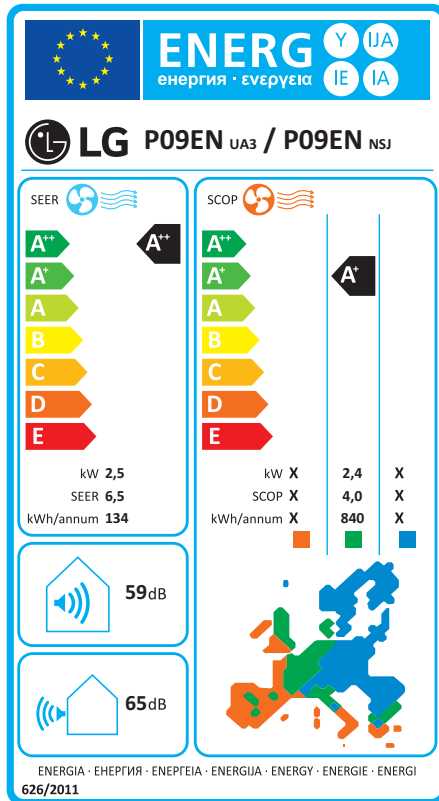 ENERG Y IJA
енергия · ενεργεια IE IA
LG P09EN UA3 / P09EN NSJ
SEER
A++ A++
A+
A
B
C
D
E
kW 2,5
SEER 6,5
kWh/annum 134
SCOP
A++
A+ A+
A
B
C
D
E
kW X 2,4 X
SCOP X 4,0 X
kWh/annum X 840 X
59dB
65dB
ENERGIA · ЕНЕРГИЯ · ΕΝΕΡΓΕΙΑ · ENERGIJA · ENERGY · ENERGIE · ENERGI
626/2011